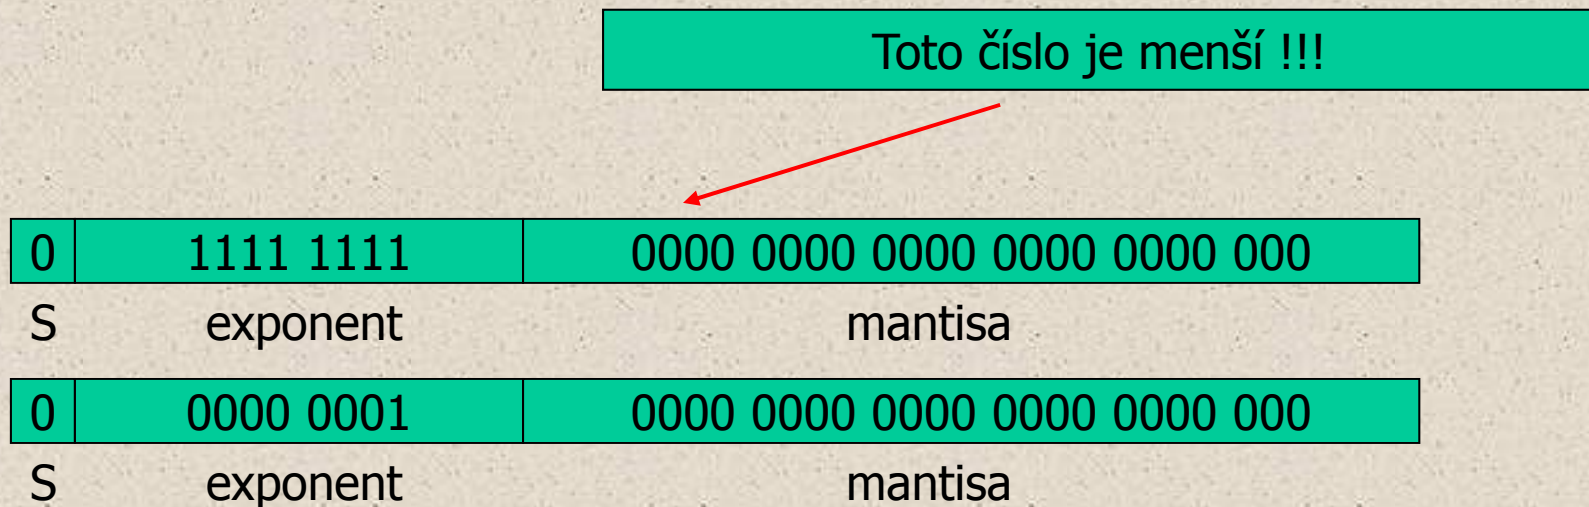 Toto číslo je menší !!!
0 1111 1111 0000 0000 0000 0000 0000 000
S exponent mantisa
0 0000 0001 0000 0000 0000 0000 0000 000
S exponent mantisa